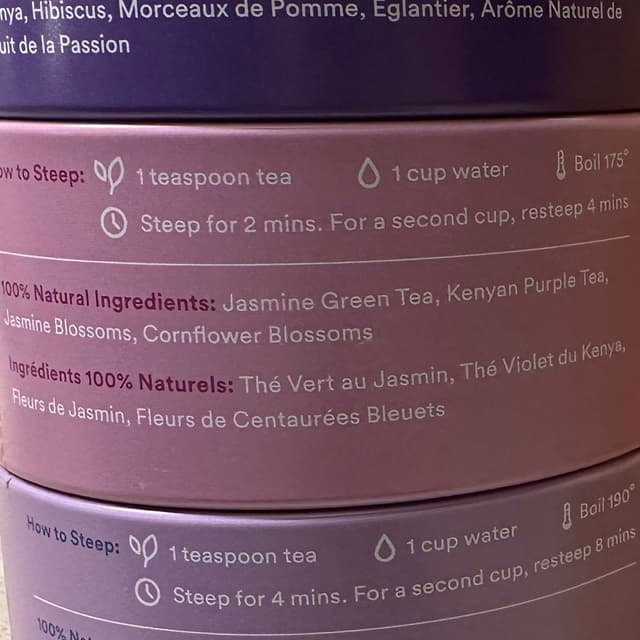 Hibiscus, Morceaux de Pomme, Églantier, Arôme Naturel de
de la Passion
to Steep: 1 teaspoon tea 1 cup water Boil 175°
Steep for 2 mins. For a second cup, resteep 4 mins
100% Natural Ingredients: Jasmine Green Tea, Kenyan Purple Tea,
Jasmine Blossoms, Cornflower Blossoms
Ingrédients 100% Naturels: Thé Vert au Jasmin, Thé Violet du Kenya,
Fleurs de Jasmin, Fleurs de Centaurées Bleuets
How to Steep: 1 teaspoon tea 1 cup water Boil 190°
Steep for 4 mins. For a second cup, resteep 8 mins
100%